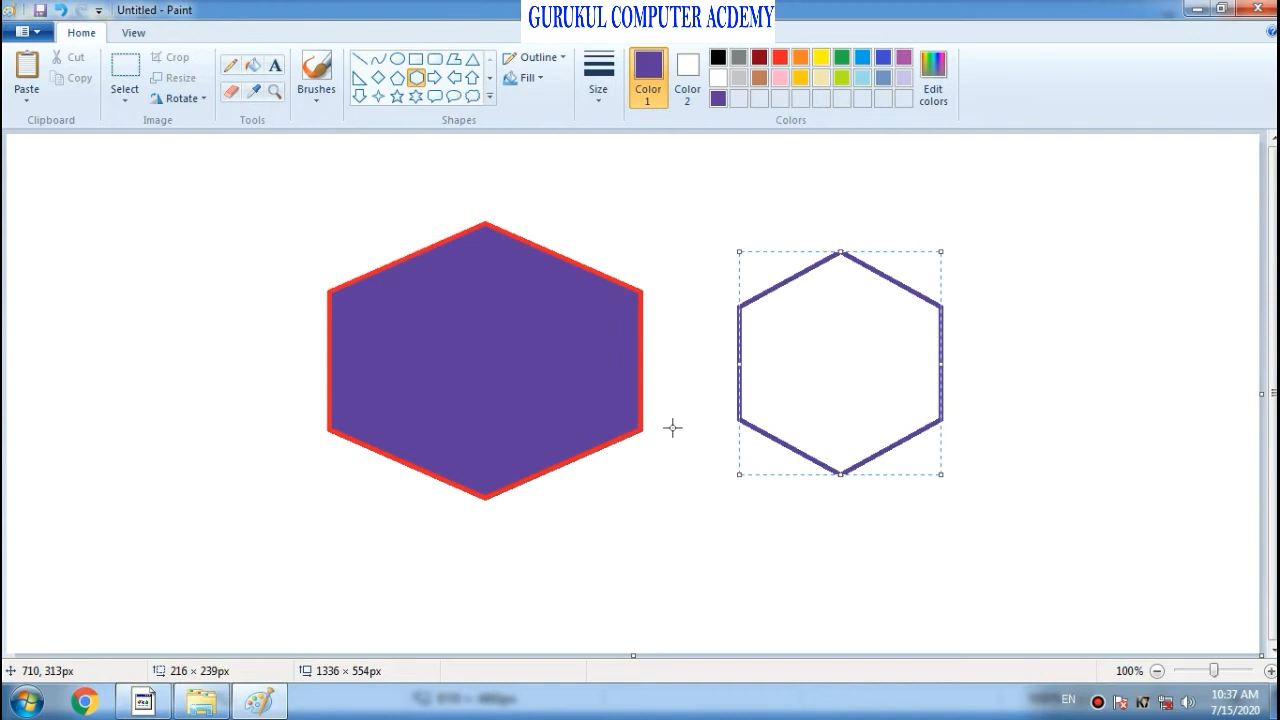 Untitled - Paint
GURUKUL COMPUTER ACDEMY
Home View
Paste
Cut
Copy
Clipboard
Select
Crop
Resize
Rotate
Image
A
Tools
Brushes
Outline
Fill
Shapes
Size
Color 1
Color 2
Edit colors
Colors
710, 313px
216 × 239px
1336 × 554px
100%
EN
K7
10:37 AM
7/15/2020